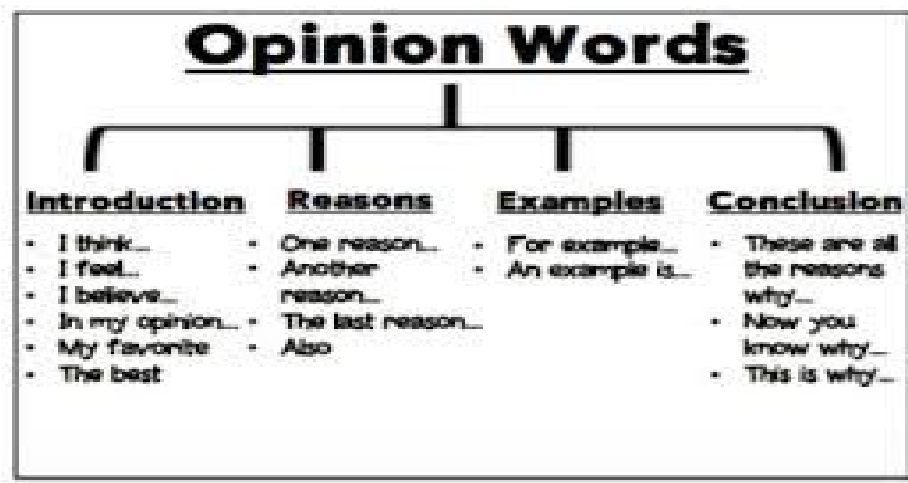 Opinion Words
Introduction
• I think...
• I feel...
• I believe...
• In my opinion...
• My favorite
• The best
Reasons
• One reason...
• Another
reason...
• The last reason...
• Also
Examples
• For example...
• An example is...
Conclusion
• These are all
the reasons
why...
• Now you
know why...
• This is why...